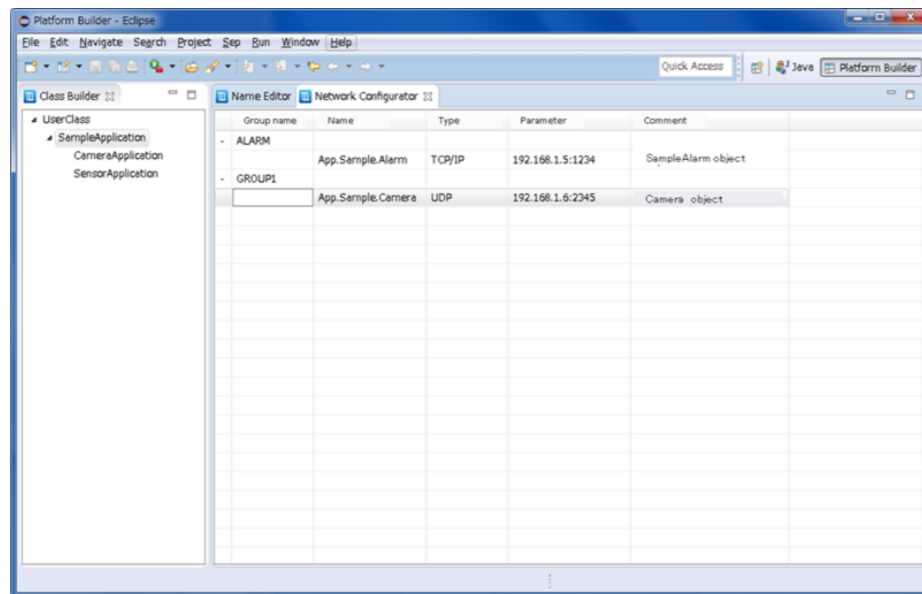 Platform Builder - Eclipse
File Edit Navigate Search Project Sep Run Window Help
Quick Access Java Platform Builder
Class Builder Name Editor Network Configurator
UserClass
SampleApplication
CameraApplication
SensorApplication
Group name Name Type Parameter Comment
- ALARM
App.Sample.Alarm TCP/IP 192.168.1.5:1234 SampleAlarm object
- GROUP1
App.Sample.Camera UDP 192.168.1.6:2345 Camera object